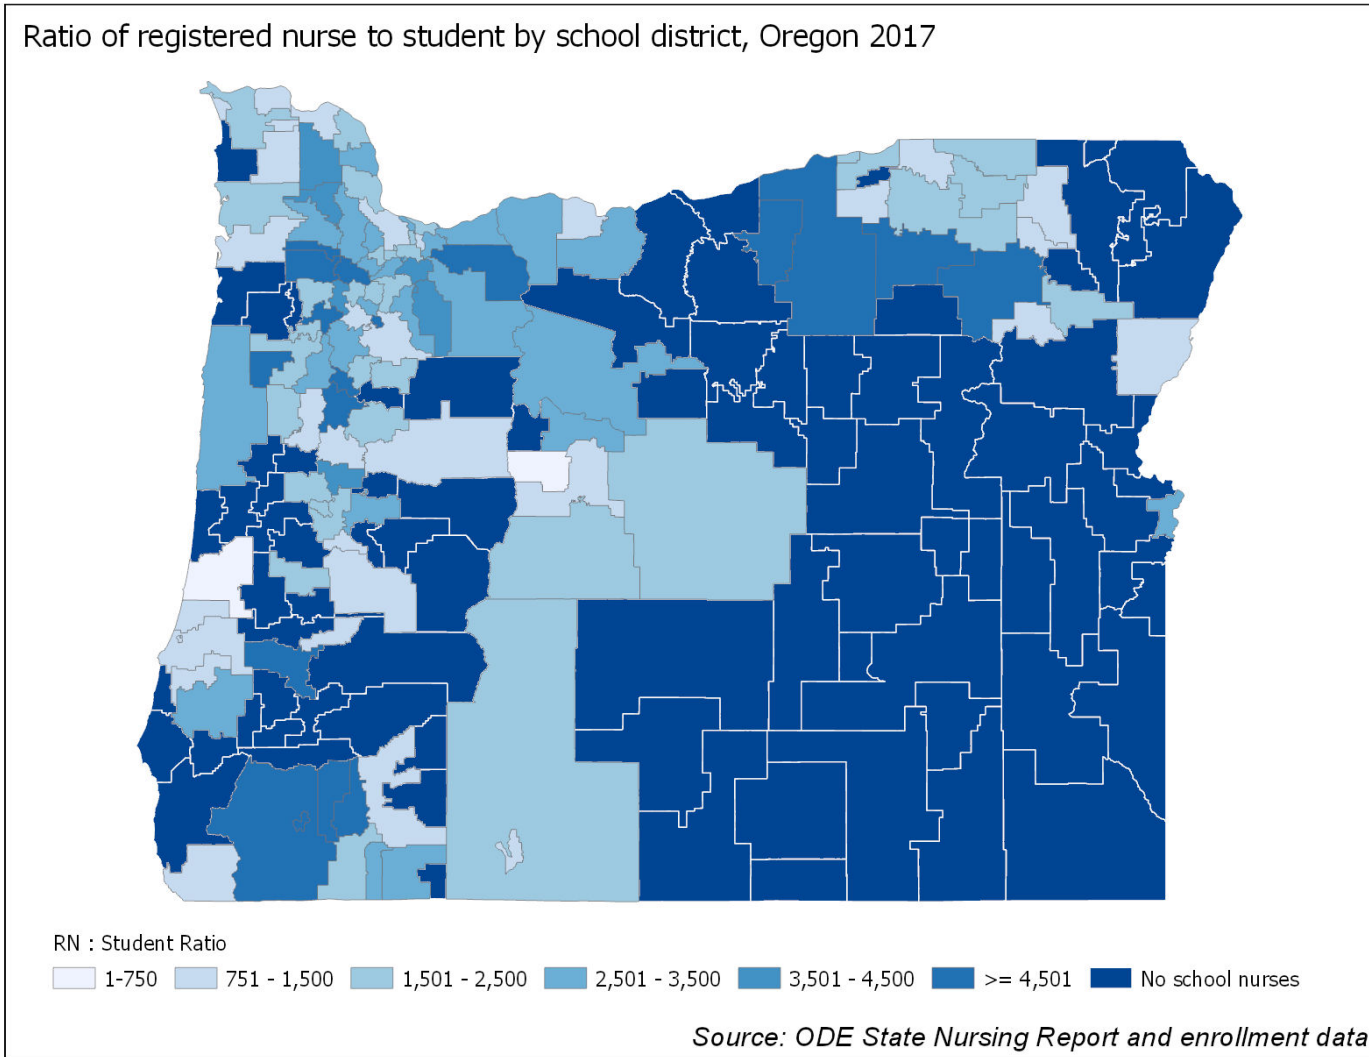 Ratio of registered nurse to student by school district, Oregon 2017
RN : Student Ratio
1-750 751 - 1,500 1,501 - 2,500 2,501 - 3,500 3,501 - 4,500 >= 4,501 No school nurses
Source: ODE State Nursing Report and enrollment data